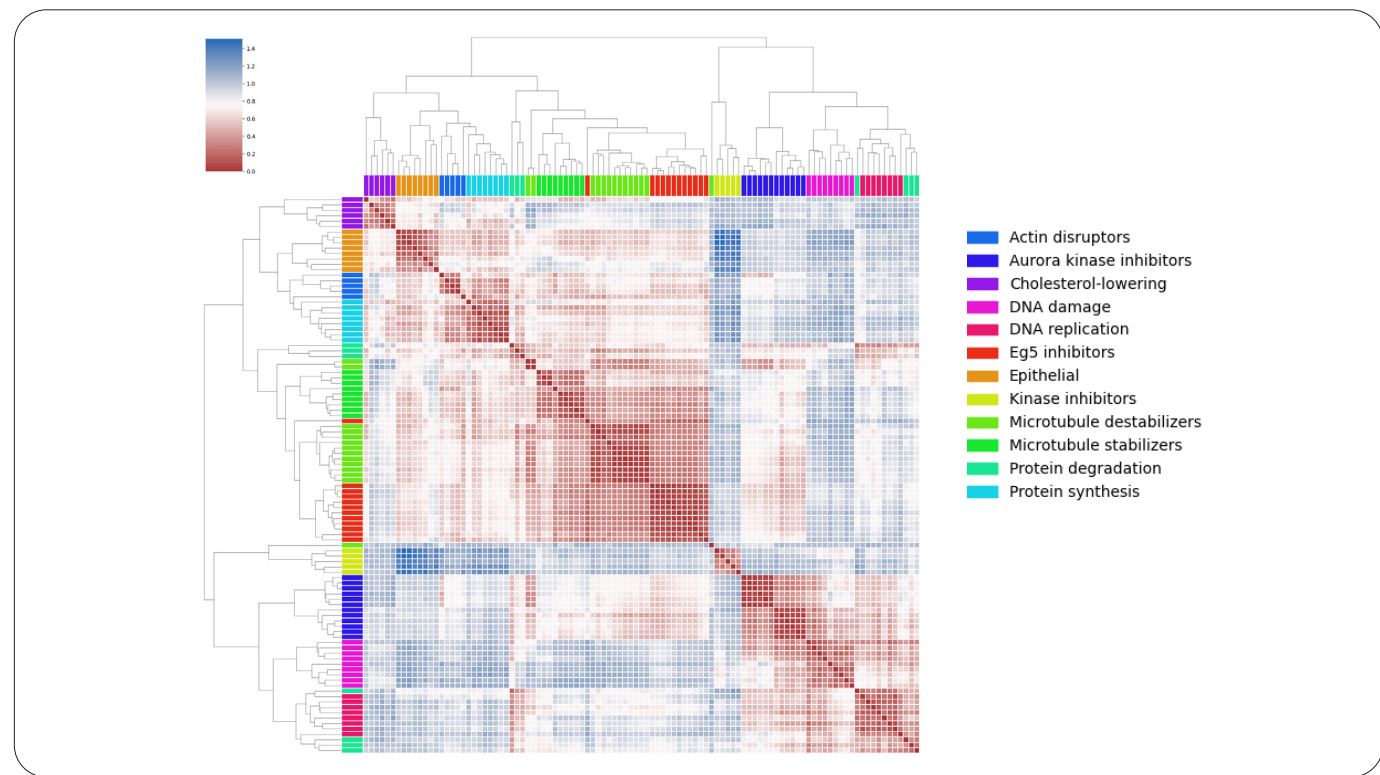 1.4
1.2
1.0
0.8
0.6
0.4
0.2
0.0
Actin disruptors
Aurora kinase inhibitors
Cholesterol-lowering
DNA damage
DNA replication
Eg5 inhibitors
Epithelial
Kinase inhibitors
Microtubule destabilizers
Microtubule stabilizers
Protein degradation
Protein synthesis